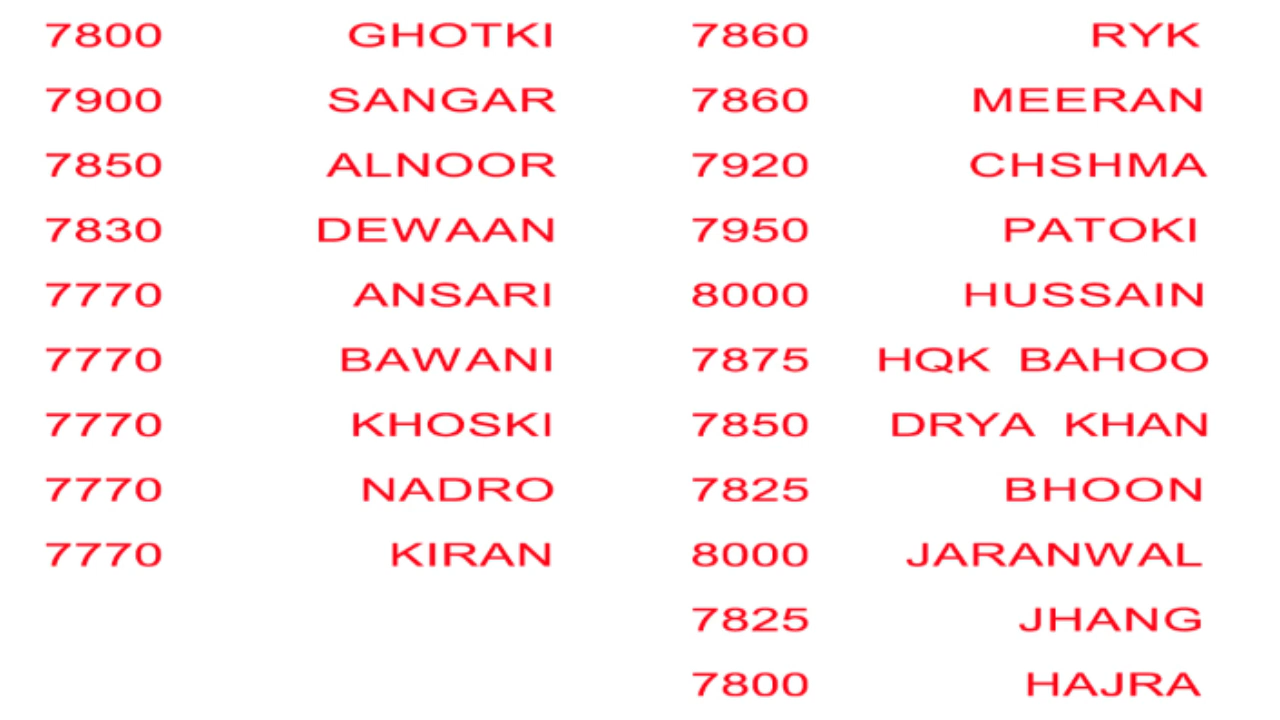 7800 GHOTKI 7860 RYK
7900 SANGAR 7860 MEERAN
7850 ALNOOR 7920 CHSHMA
7830 DEWAAN 7950 PATOKI
7770 ANSARI 8000 HUSSAIN
7770 BAWANI 7875 HQK BAHOO
7770 KHOSKI 7850 DRYA KHAN
7770 NADRO 7825 BHOON
7770 KIRAN 8000 JARANWAL
7825 JHANG
7800 HAJRA